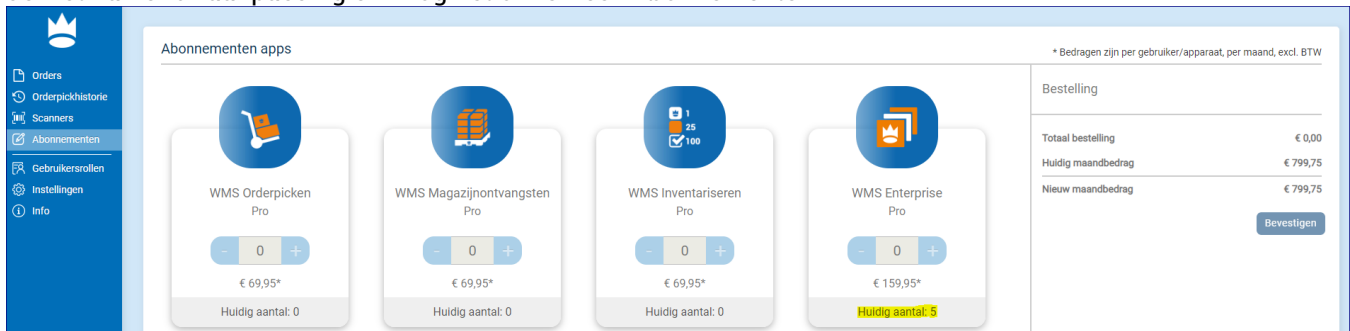 Orders
Orderpickhistorie
Scanners
Abonnementen
Gebruikersrollen
Instellingen
Info
Abonnementen apps
* Bedragen zijn per gebruiker/apparaat, per maand, excl. BTW
1
25
100
WMS Orderpicken
Pro
- 0 +
€ 69,95*
Huidig aantal: 0
WMS Magazijnontvangsten
Pro
- 0 +
€ 69,95*
Huidig aantal: 0
WMS Inventariseren
Pro
- 0 +
€ 69,95*
Huidig aantal: 0
WMS Enterprise
Pro
- 0 +
€ 159,95*
Huidig aantal: 5
Bestelling
Totaal bestelling € 0,00
Huidig maandbedrag € 799,75
Nieuw maandbedrag € 799,75
Bevestigen